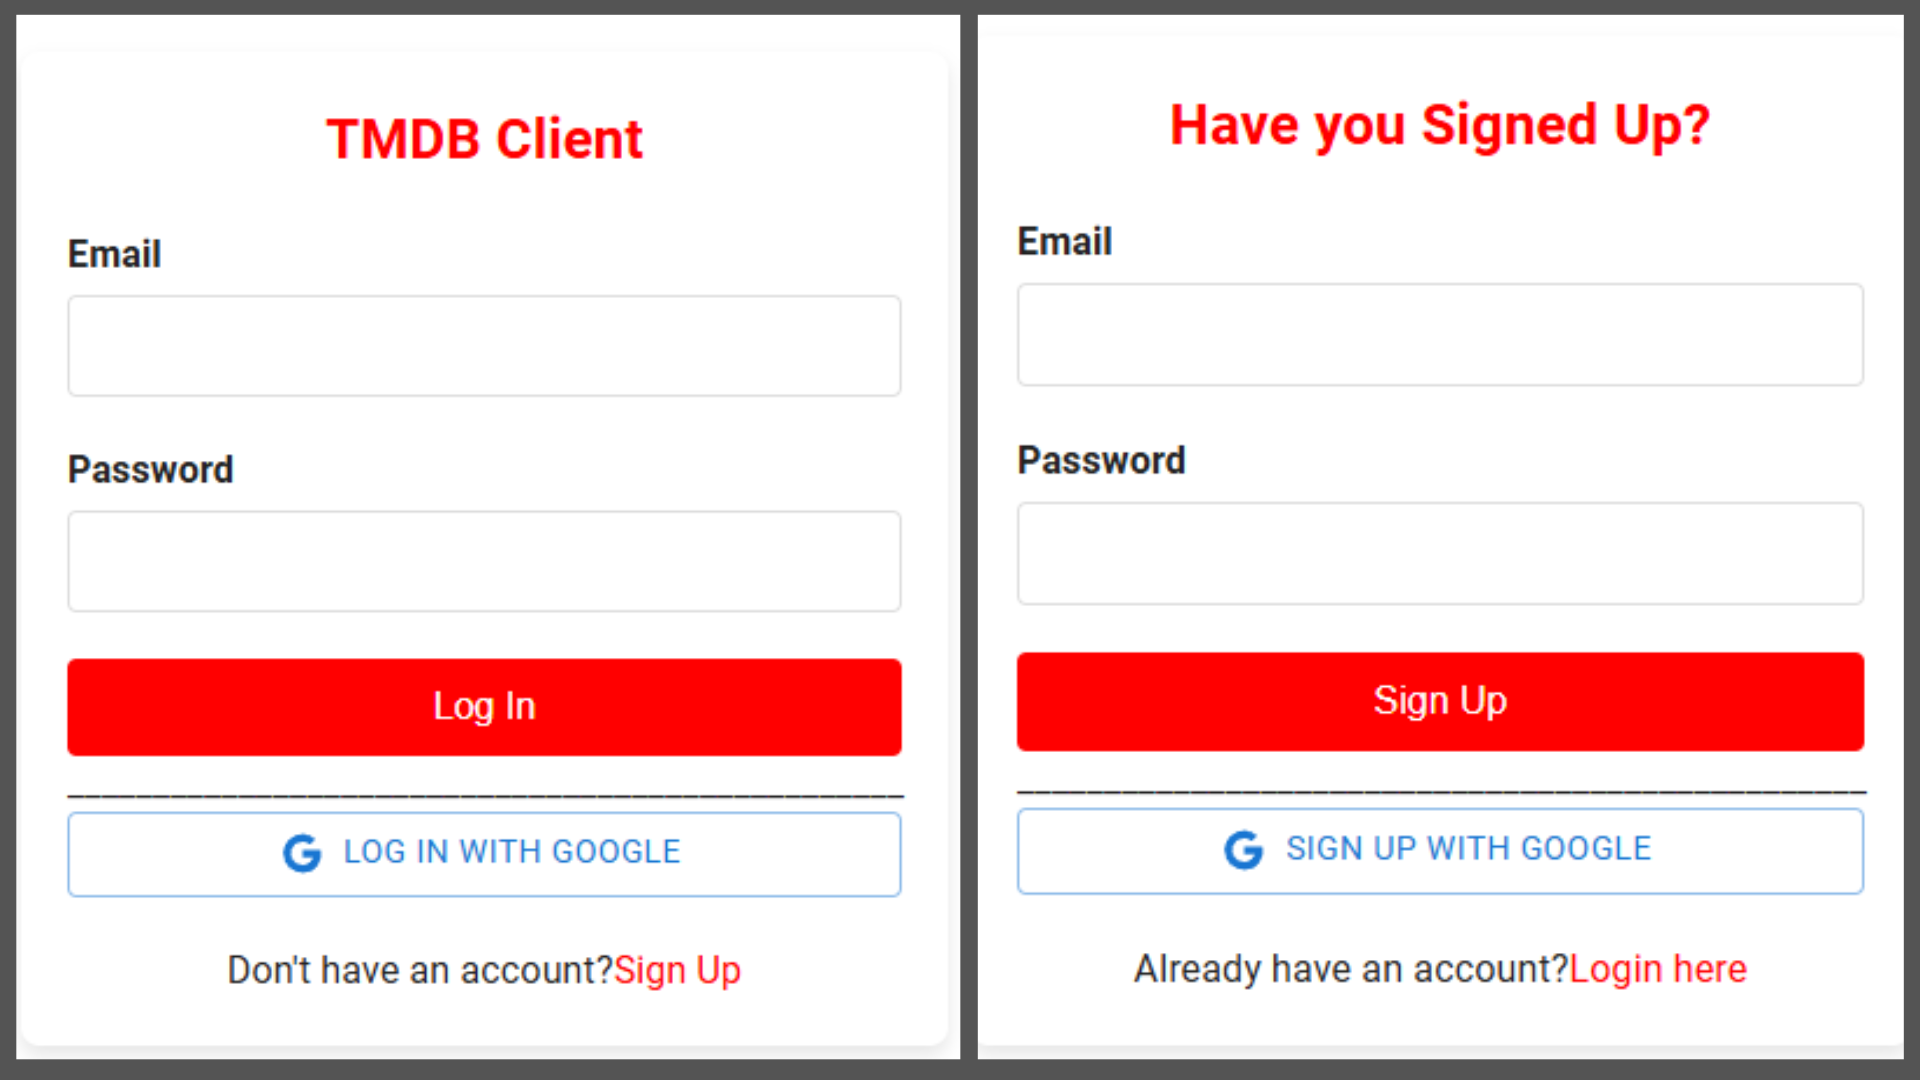 TMDB Client
Email
Password
Log In
LOG IN WITH GOOGLE
Don't have an account?Sign Up
Have you Signed Up?
Email
Password
Sign Up
SIGN UP WITH GOOGLE
Already have an account?Login here